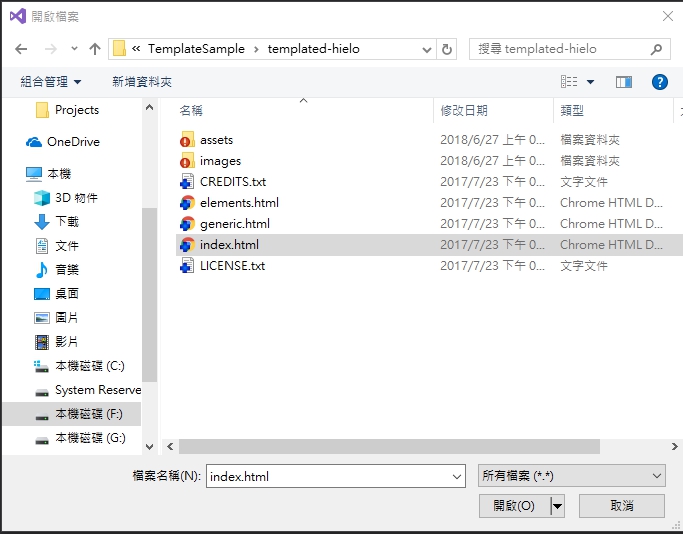 開啟檔案
« TemplateSample › templated-hielo
搜尋 templated-hielo
組合管理
新增資料夾
?
名稱
修改日期
類型
Projects
OneDrive
本機
3D 物件
下載
文件
音樂
桌面
圖片
影片
本機磁碟 (C:)
System Reserve
本機磁碟 (F:)
本機磁碟 (G:)
assets 2018/6/27 上午 0... 檔案資料夾
images 2018/6/27 上午 0... 檔案資料夾
CREDITS.txt 2017/7/23 下午 0... 文字文件
elements.html 2017/7/23 下午 0... Chrome HTML D...
generic.html 2017/7/23 下午 0... Chrome HTML D...
index.html 2017/7/23 下午 0... Chrome HTML D...
LICENSE.txt 2017/7/23 下午 0... 文字文件
檔案名稱(N): index.html
所有檔案 (*.*)
開啟(O)
取消